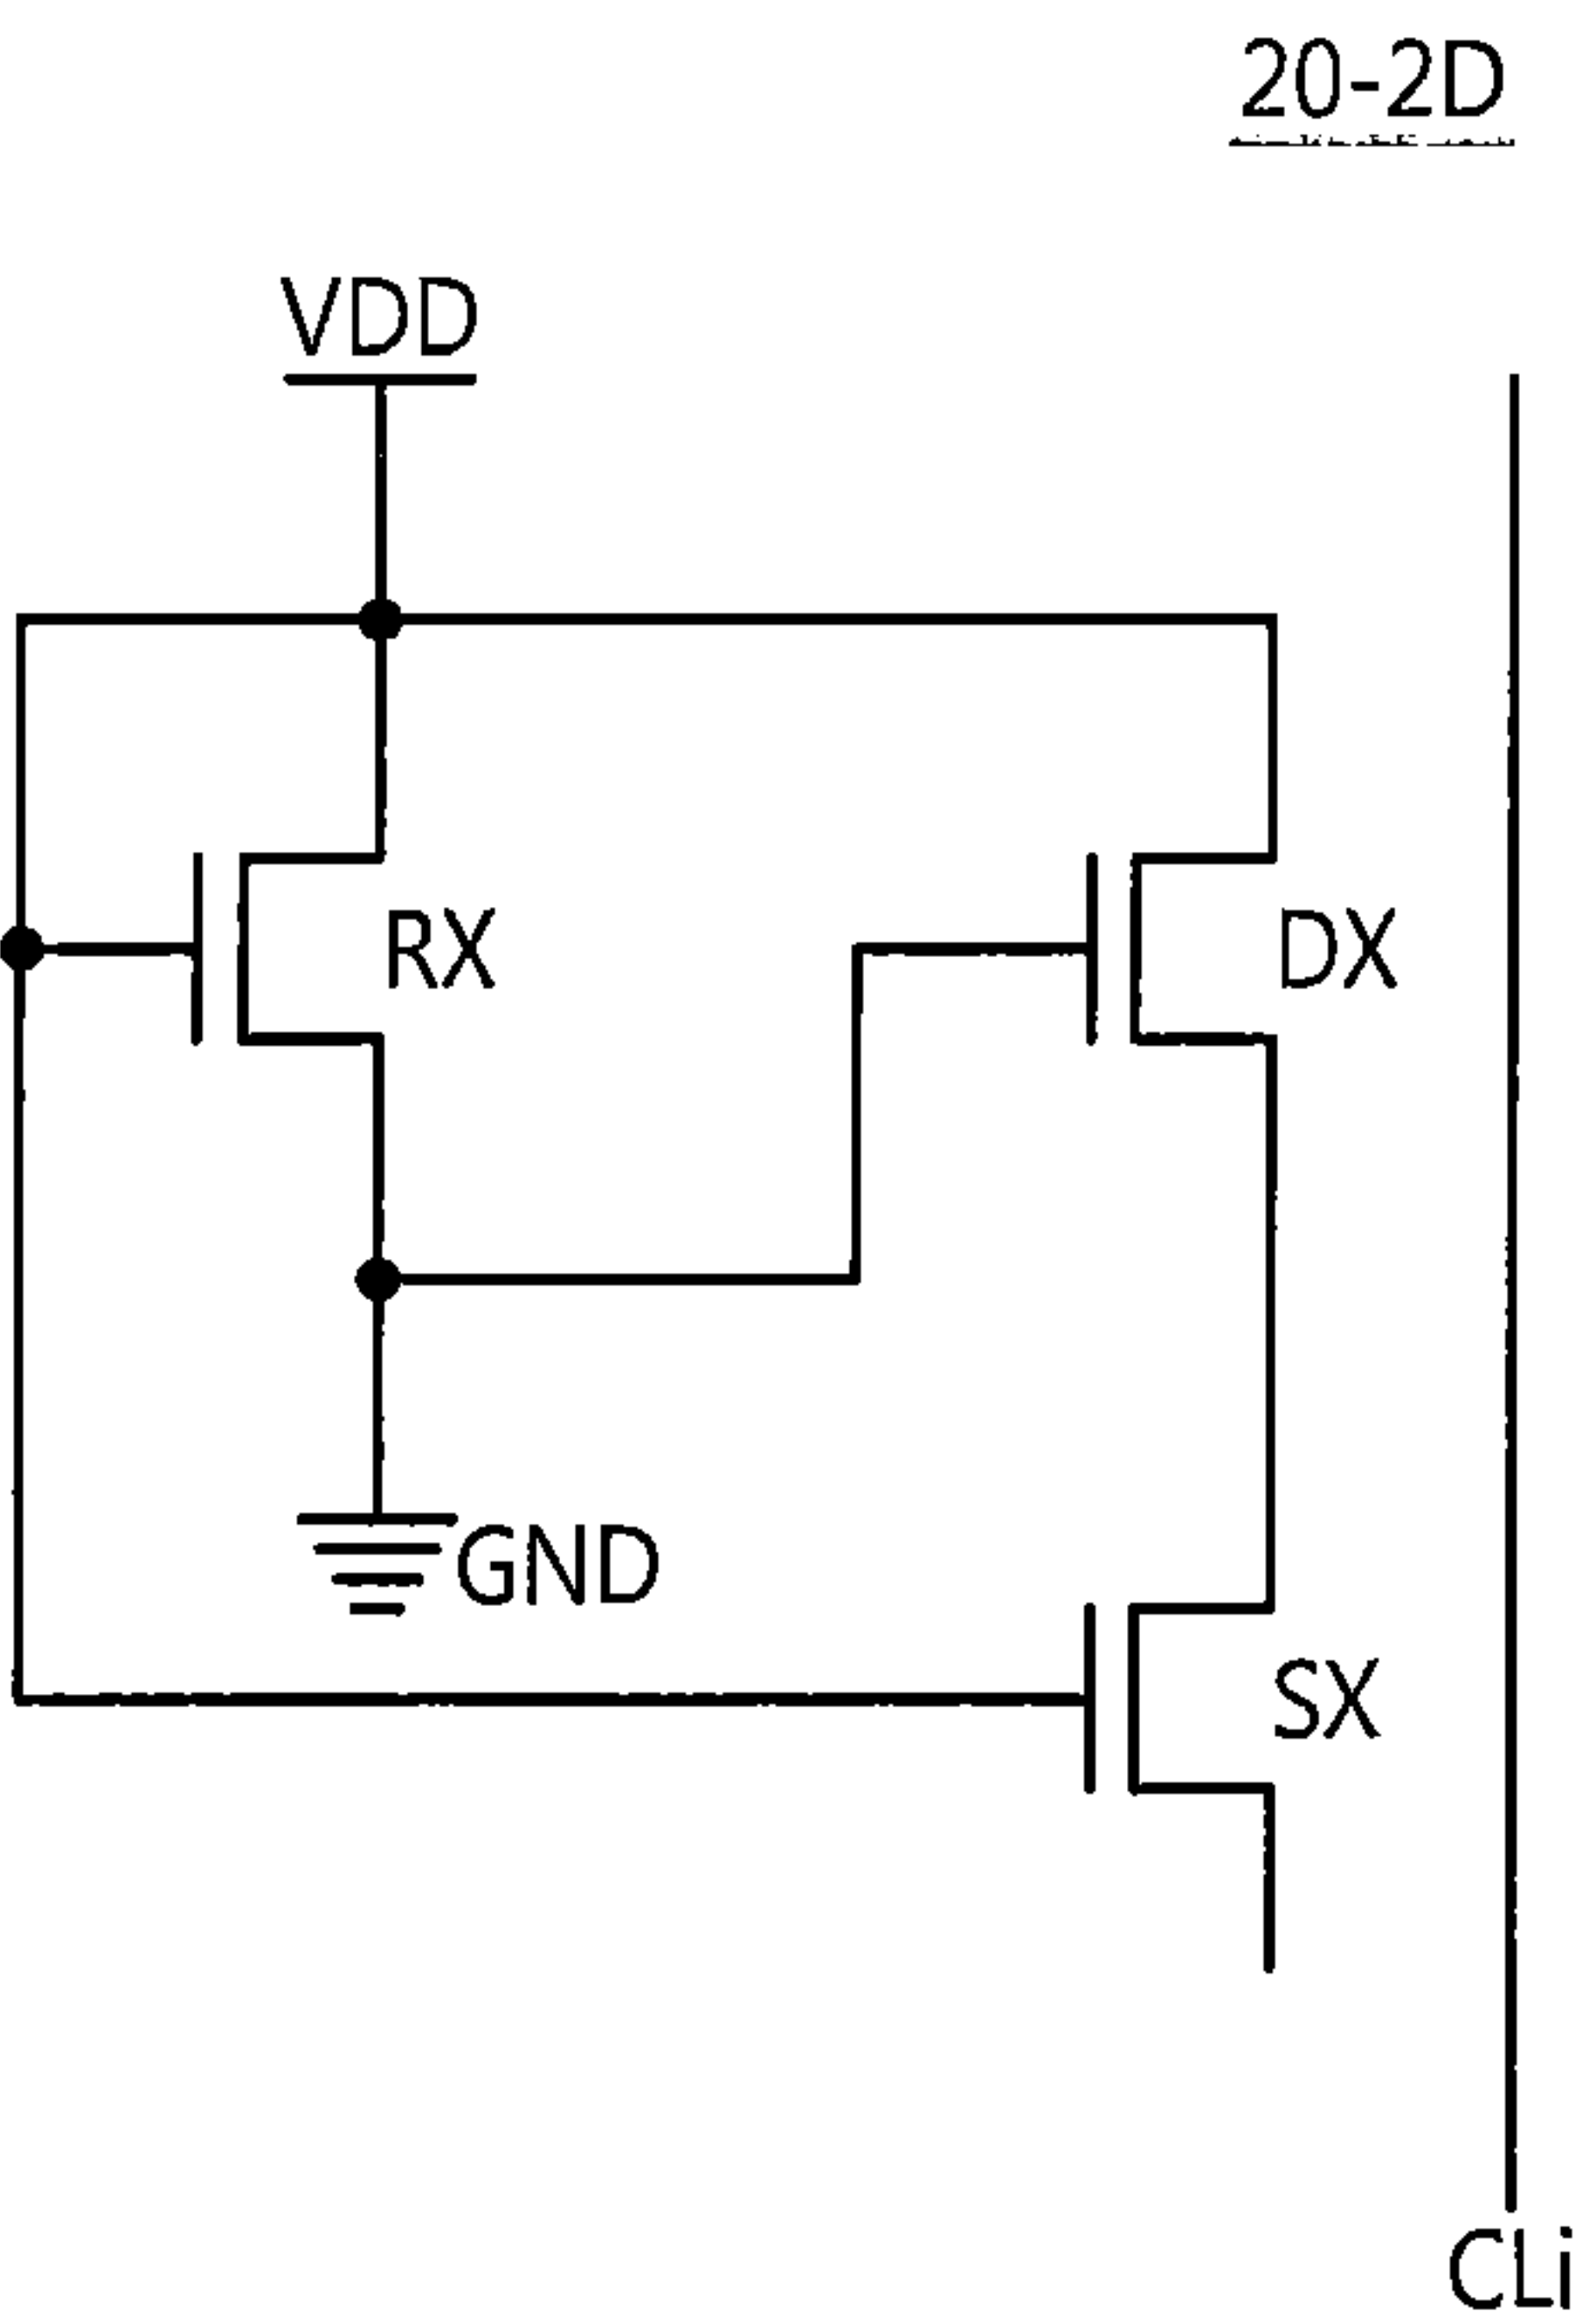 20-2D
VDD
RX
DX
GND
SX
CLi